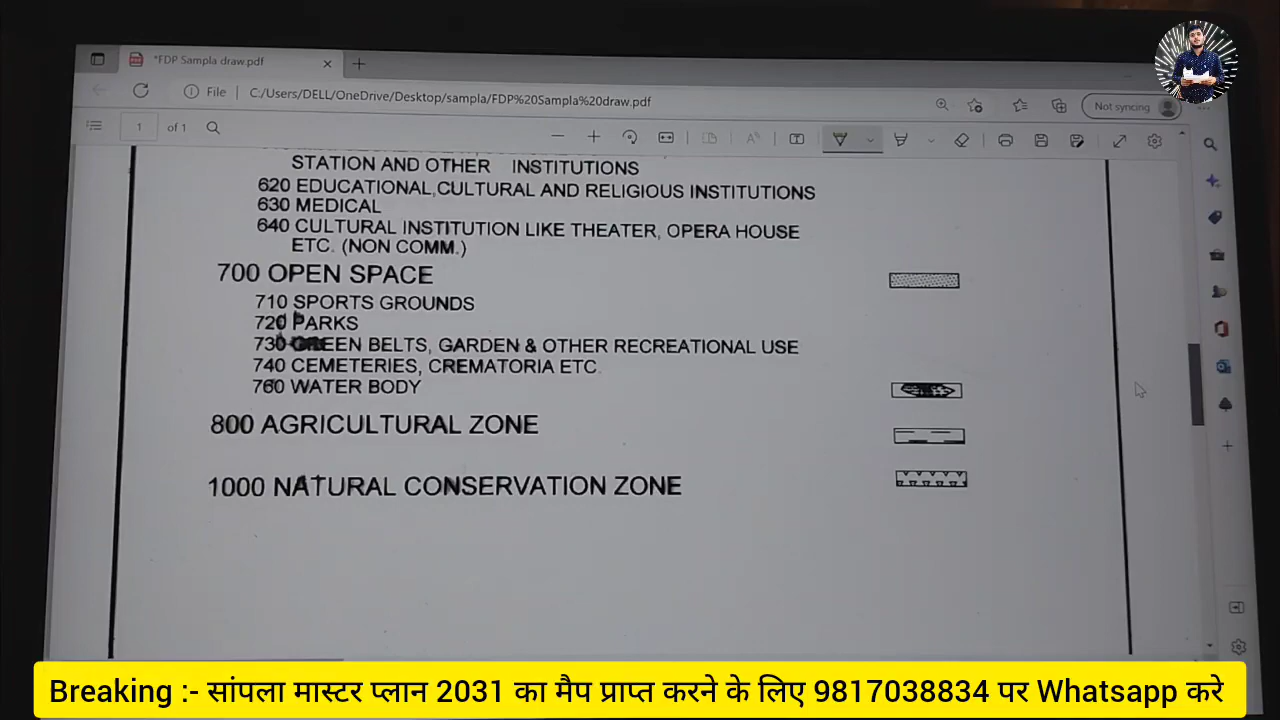 *FDP Sampla draw.pdf
File
C:/Users/DELL/OneDrive/Desktop/sampla/FDP%20Sampla%20draw.pdf
Not syncing
1 of 1
STATION AND OTHER INSTITUTIONS
620 EDUCATIONAL,CULTURAL AND RELIGIOUS INSTITUTIONS
630 MEDICAL
640 CULTURAL INSTITUTION LIKE THEATER, OPERA HOUSE
ETC. (NON COMM.)
700 OPEN SPACE
710 SPORTS GROUNDS
720 PARKS
730 GREEN BELTS, GARDEN & OTHER RECREATIONAL USE
740 CEMETERIES, CREMATORIA ETC.
760 WATER BODY
800 AGRICULTURAL ZONE
1000 NATURAL CONSERVATION ZONE
Breaking :- सांपला मास्टर प्लान 2031 का मैप प्राप्त करने के लिए 9817038834 पर Whatsapp करे